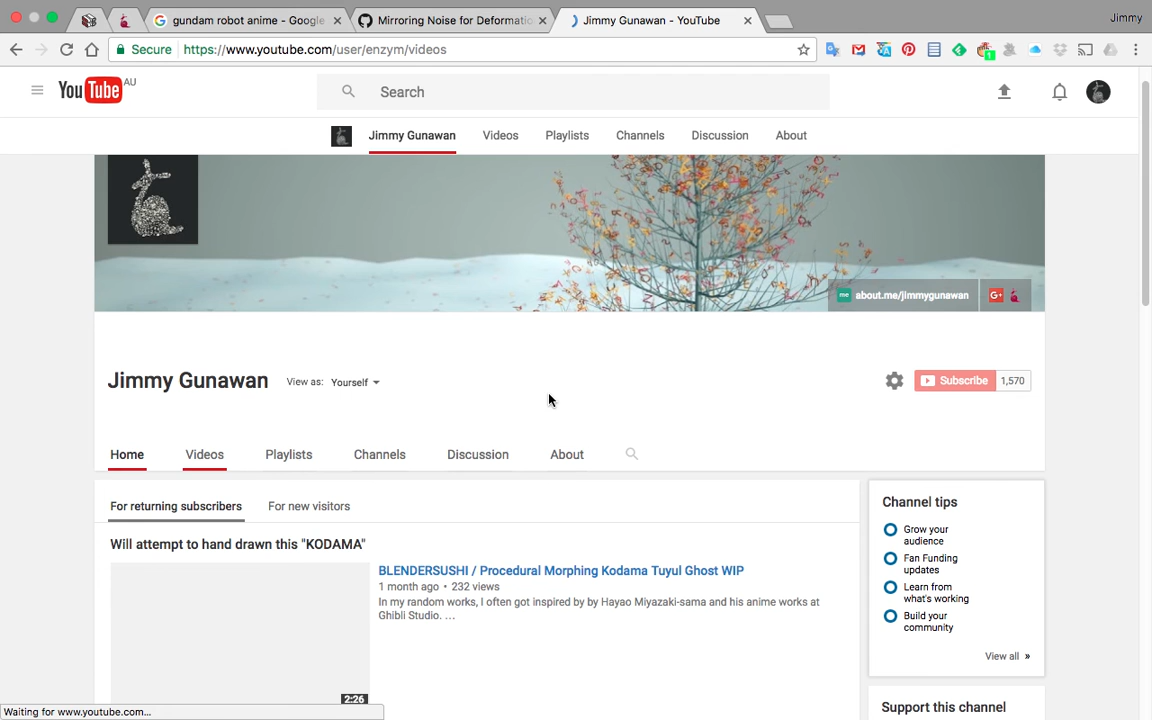 gundam robot anime - Google
Mirroring Noise for Deformatio
Jimmy Gunawan - YouTube
Jimmy
Secure
https://www.youtube.com/user/enzym/videos
1
YouTube AU
Search
Jimmy Gunawan
Videos
Playlists
Channels
Discussion
About
me about.me/jimmygunawan
G+
Jimmy Gunawan
View as: Yourself
Subscribe
1,570
Home
Videos
Playlists
Channels
Discussion
About
For returning subscribers
For new visitors
Will attempt to hand drawn this "KODAMA"
BLENDERSUSHI / Procedural Morphing Kodama Tuyul Ghost WIP
1 month ago • 232 views
In my random works, I often got inspired by by Hayao Miyazaki-sama and his anime works at
Ghibli Studio. ...
2:26
Channel tips
Grow your
audience
Fan Funding
updates
Learn from
what's working
Build your
community
View all »
Support this channel
Waiting for www.youtube.com...